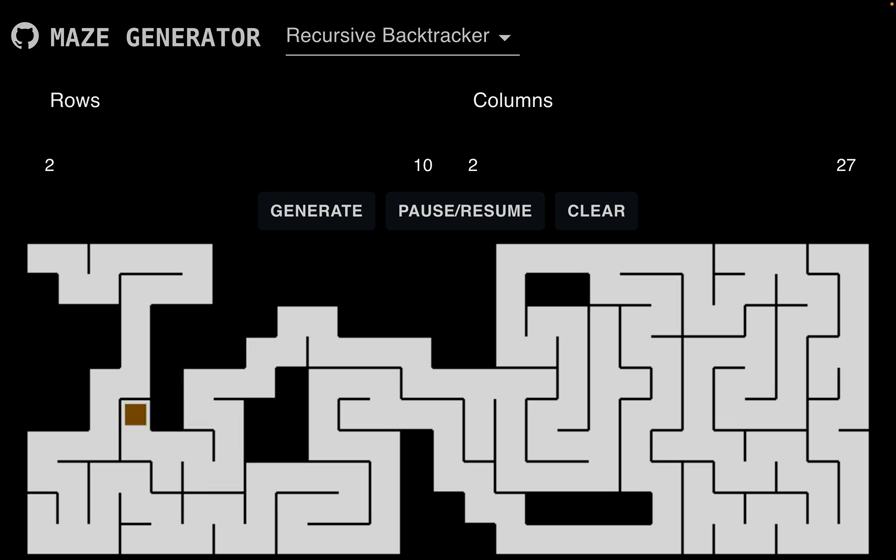 MAZE GENERATOR Recursive Backtracker
Rows Columns
2 10 2 27
GENERATE PAUSE/RESUME CLEAR